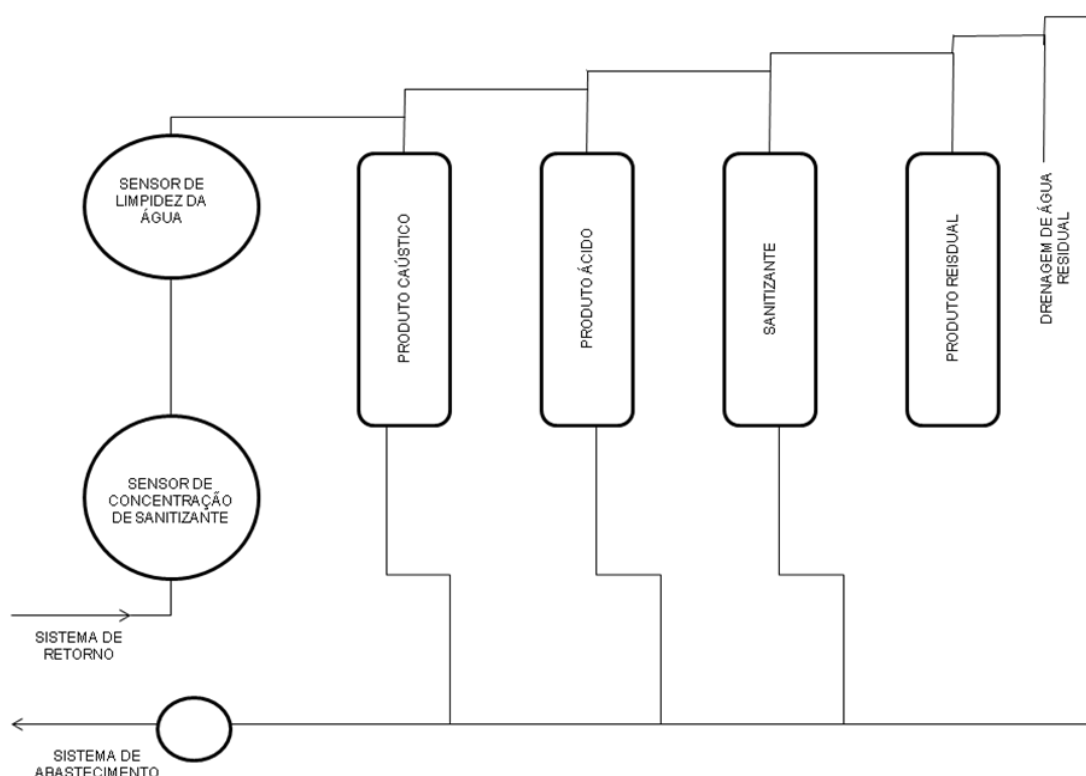 SENSOR DE
LIMPIDEZ DA
ÁGUA
PRODUTO CAÚSTICO
PRODUTO ÁCIDO
SANITIZANTE
PRODUTO REISDUAL
DRENAGEM DE ÁGUA
RESIDUAL
SENSOR DE
CONCENTRAÇÃO
DE SANITIZANTE
SISTEMA DE
RETORNO
SISTEMA DE
ABASTECIMENTO